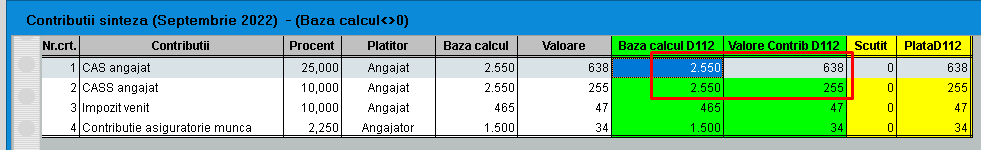 Contributii sinteza (Septembrie 2022) - (Baza calcul<>0)
Nr.crt. Contributii Procent Platitor Baza calcul Valoare Baza calcul D112 Valore Contrib D112 Scutit PlataD112
1 CAS angajat 25,000 Angajat 2.550 638 2.550 638 0 638
2 CASS angajat 10,000 Angajat 2.550 255 2.550 255 0 255
3 Impozit venit 10,000 Angajat 465 47 465 47 0 47
4 Contributie asiguratorie munca 2,250 Angajator 1.500 34 1.500 34 0 34